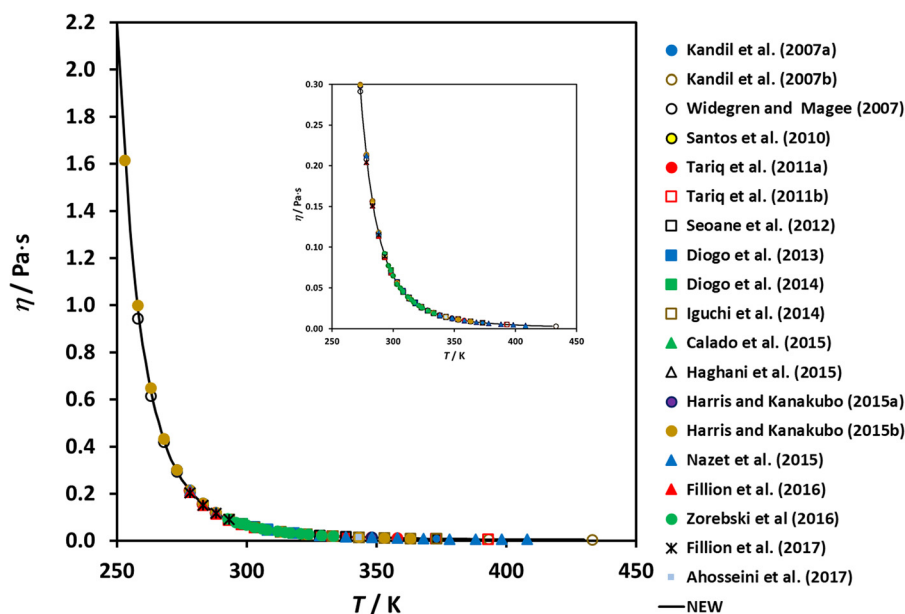 2.2
2.0
1.8
1.6
1.4
1.2
1.0
0.8
0.6
0.4
0.2
0.0
η / Pa·s
250
300
350
400
450
T / K
0.30
0.25
0.20
0.15
0.10
0.05
0.00
η / Pa·s
250
300
350
400
450
T / K
Kandil et al. (2007a)
Kandil et al. (2007b)
Widegren and Magee (2007)
Santos et al. (2010)
Tariq et al. (2011a)
Tariq et al. (2011b)
Seoane et al. (2012)
Diogo et al. (2013)
Diogo et al. (2014)
Iguchi et al. (2014)
Calado et al. (2015)
Haghani et al. (2015)
Harris and Kanakubo (2015a)
Harris and Kanakubo (2015b)
Nazet et al. (2015)
Fillion et al. (2016)
Zorebski et al (2016)
Fillion et al. (2017)
Ahosseini et al. (2017)
NEW